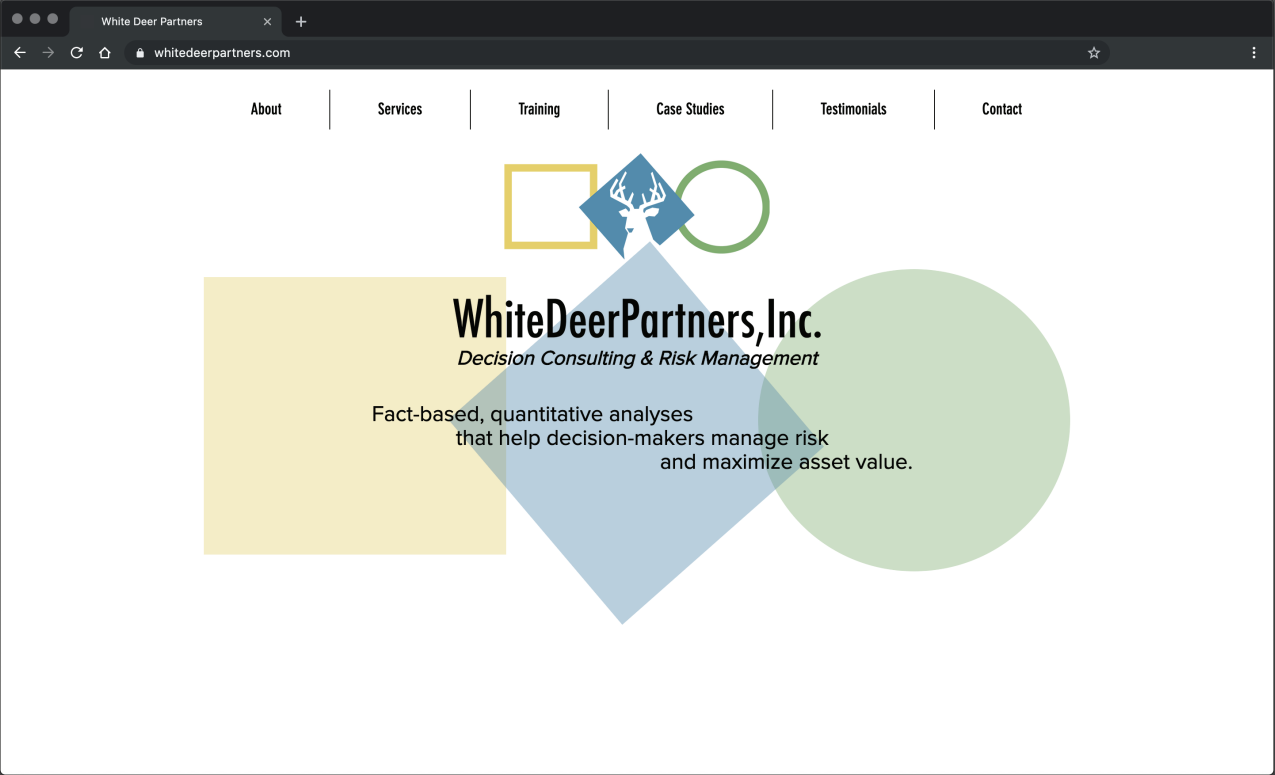 White Deer Partners
whitedeerpartners.com
About Services Training Case Studies Testimonials Contact
WhiteDeerPartners,Inc.
Decision Consulting & Risk Management
Fact-based, quantitative analyses
that help decision-makers manage risk
and maximize asset value.